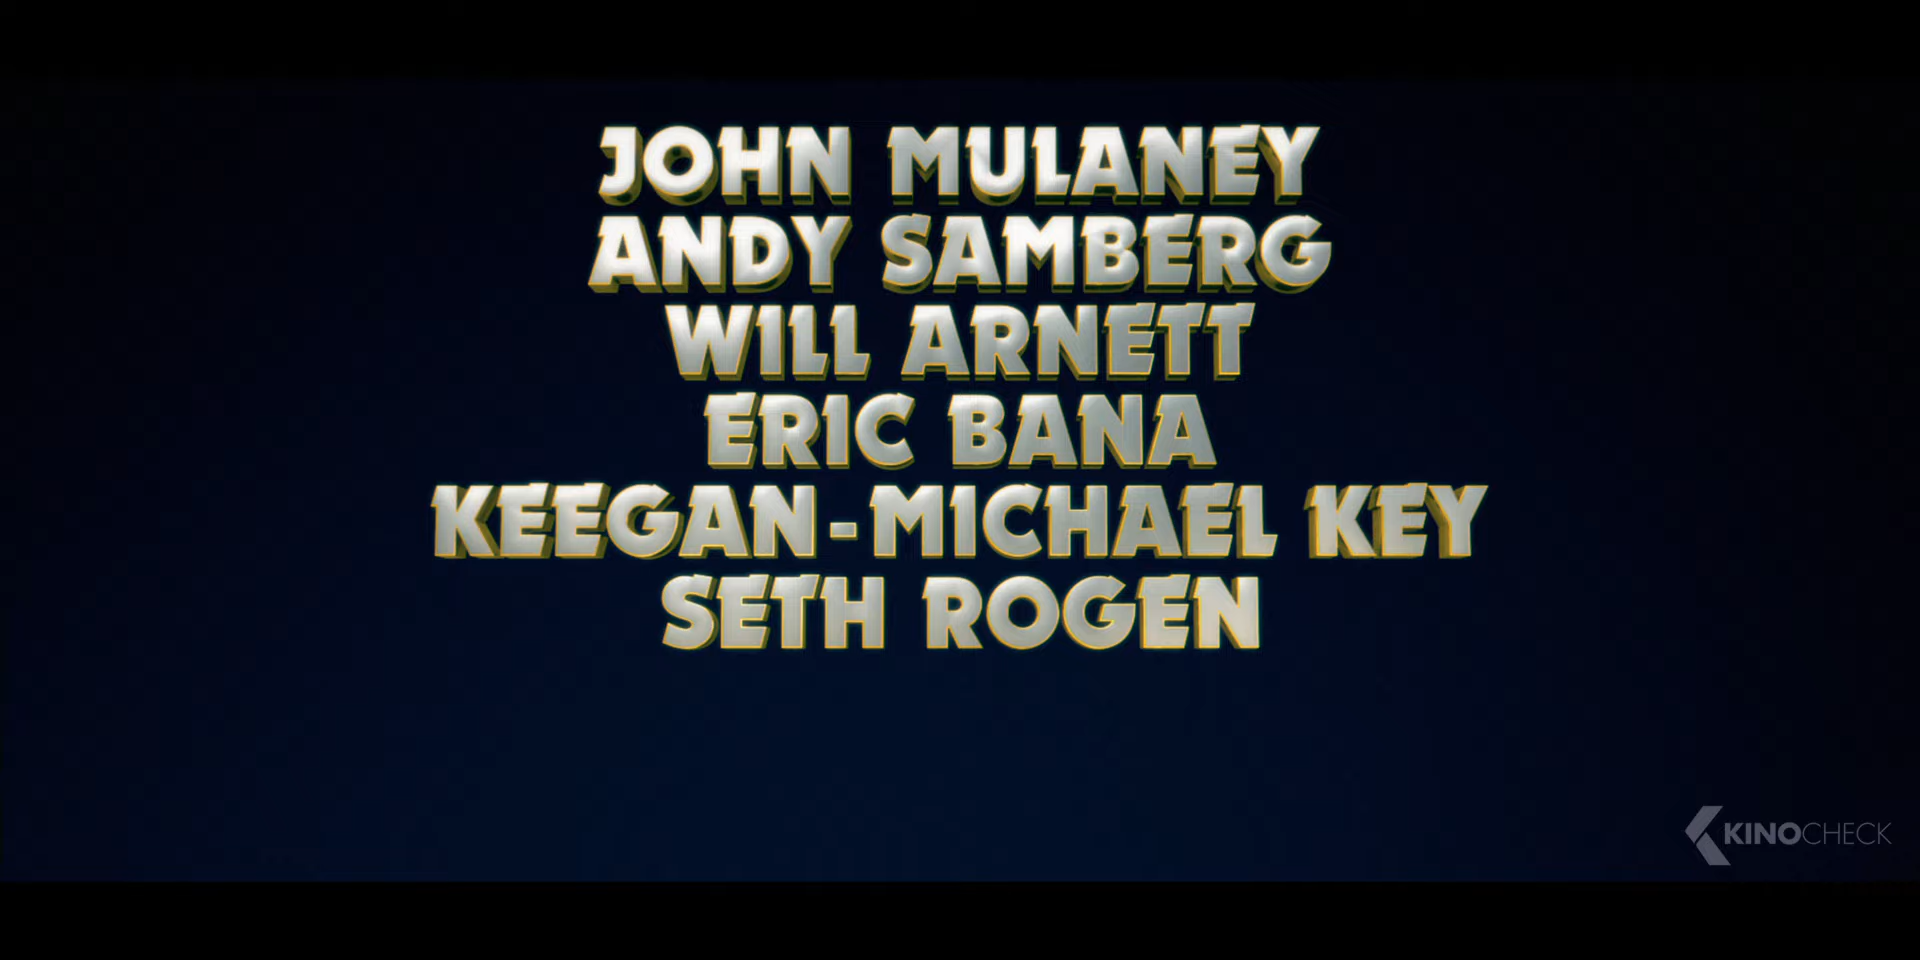 JOHN MULANEY
ANDY SAMBERG
WILL ARNETT
ERIC BANA
KEEGAN-MICHAEL KEY
SETH ROGEN
KINOCHECK